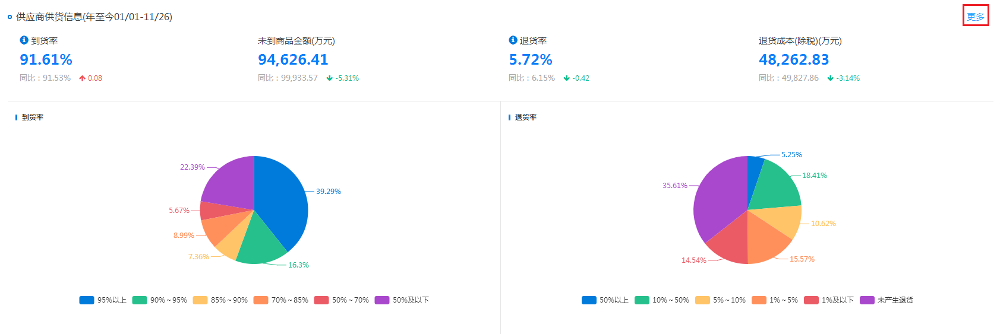 供应商供货信息(年至今01/01-11/26)
更多
到货率
91.61%
同比：91.53% 0.08
未到商品金额(万元)
94,626.41
同比：99,933.57 -5.31%
退货率
5.72%
同比：6.15% -0.42
退货成本(除税)(万元)
48,262.83
同比：49,827.86 -3.14%
到货率
22.39%
39.29%
5.67%
8.99%
7.36%
16.3%
95%以上 90%～95% 85%～90% 70%～85% 50%～70% 50%及以下
退货率
5.25%
18.41%
35.61%
10.62%
15.57%
14.54%
50%以上 10%～50% 5%～10% 1%～5% 1%及以下 未产生退货